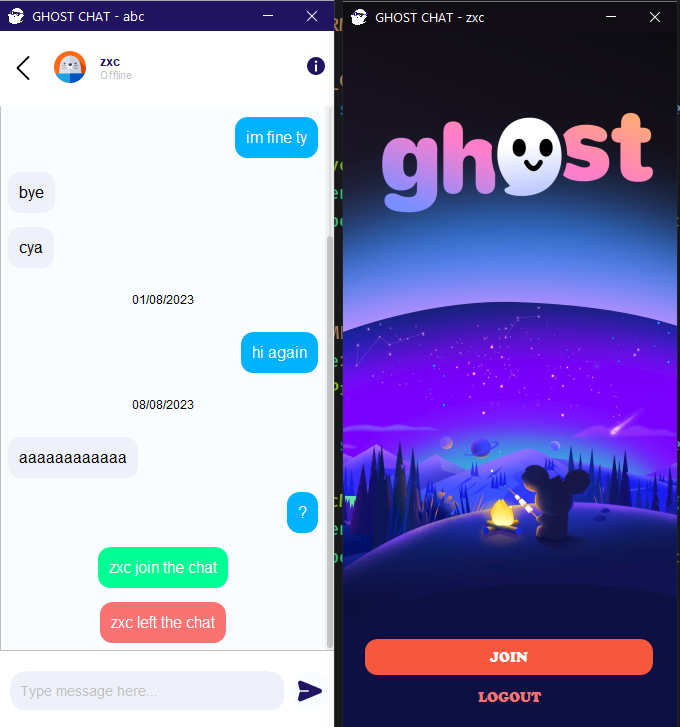 GHOST CHAT - abc
zxc
Offline
im fine ty
bye
cya
01/08/2023
hi again
08/08/2023
aaaaaaaaaaaa
?
zxc join the chat
zxc left the chat
Type message here...
GHOST CHAT - zxc
ghost
JOIN
LOGOUT